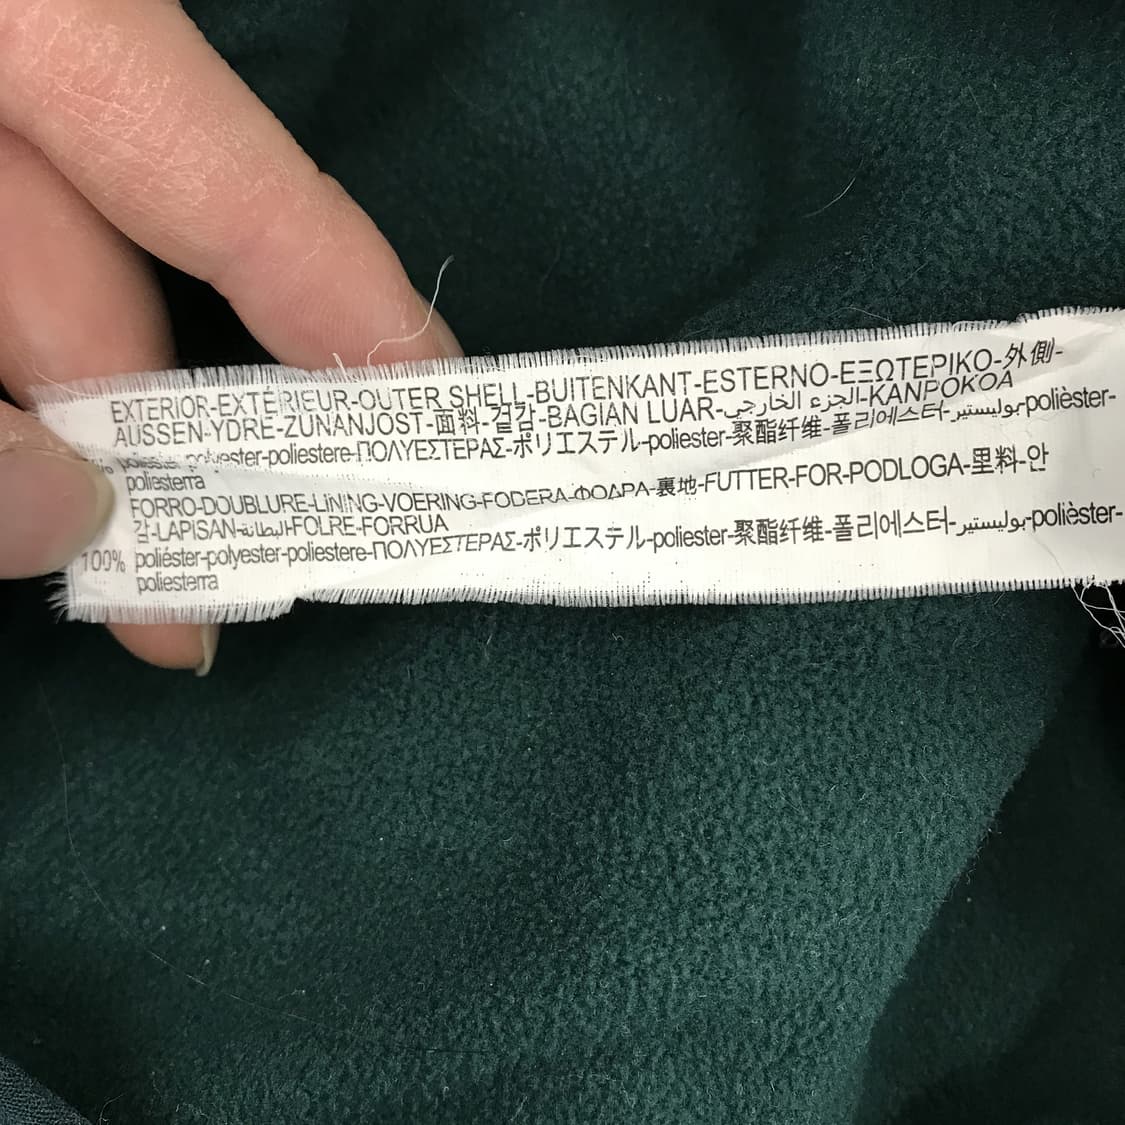 EXTERIOR-EXTÉRIEUR-OUTER SHELL-BUITENKANT-ESTERNO-ΕΞΩΤΕΡΙΚΟ-外側-
AUSSEN-YDRE-ZUNANJOST-面料-겉감-BAGIAN LUAR-الجزء الخارجي-KANPOKOA
% poliéster-polyester-poliestere-ΠΟΛΥΕΣΤΕΡΑΣ-ポリエステル-poliester-聚酯纤维-폴리에스터-بوليستير-polièster-
poliesterra
FORRO-DOUBLURE-LINING-VOERING-FODERA-ΦΟΔΡΑ-裏地-FUTTER-FOR-PODLOGA-里料-안
감-LAPISAN-البطانة-FOLRE-FORRUA
100% poliéster-polyester-poliestere-ΠΟΛΥΕΣΤΕΡΑΣ-ポリエステル-poliester-聚酯纤维-폴리에스터-بوليستير-polièster-
poliesterra